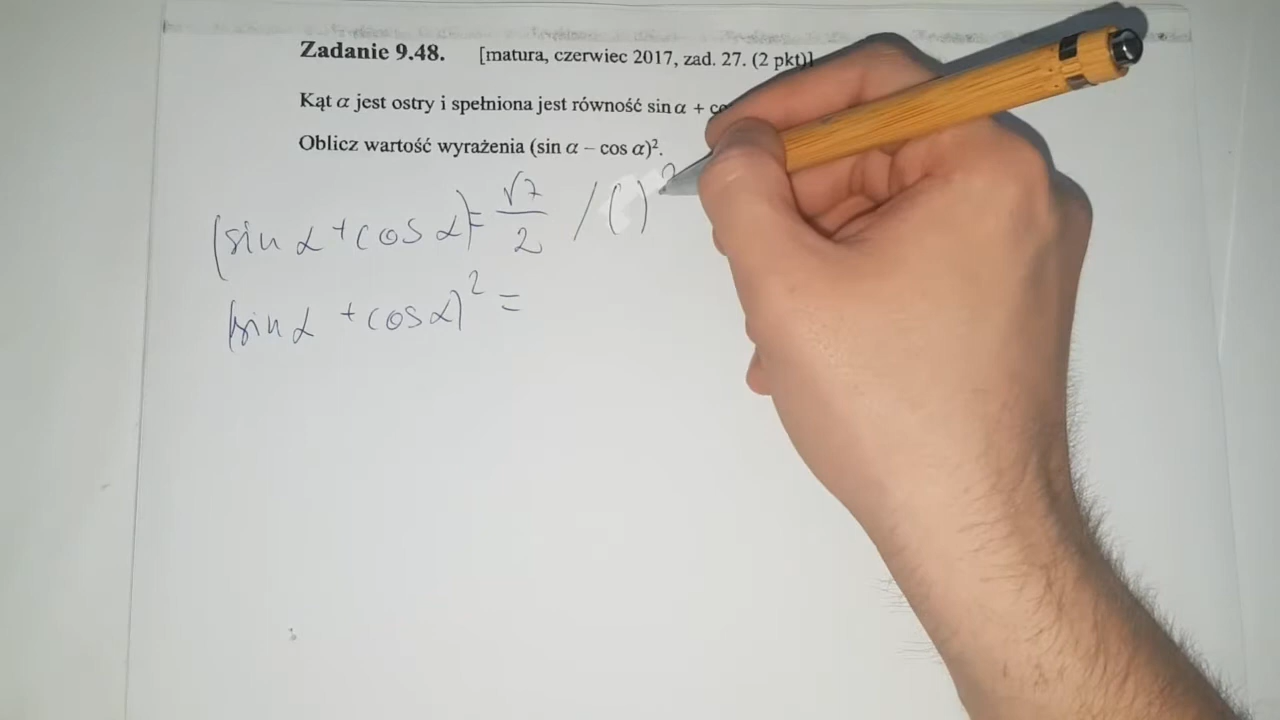 Zadanie 9.48. [matura, czerwiec 2017, zad. 27. (2 pkt)]
Kąt α jest ostry i spełniona jest równość sin α + co
Oblicz wartość wyrażenia (sin α – cos α)².
(sin α + cos α) = √7/2 / ( )²
(sin α + cos α)² =